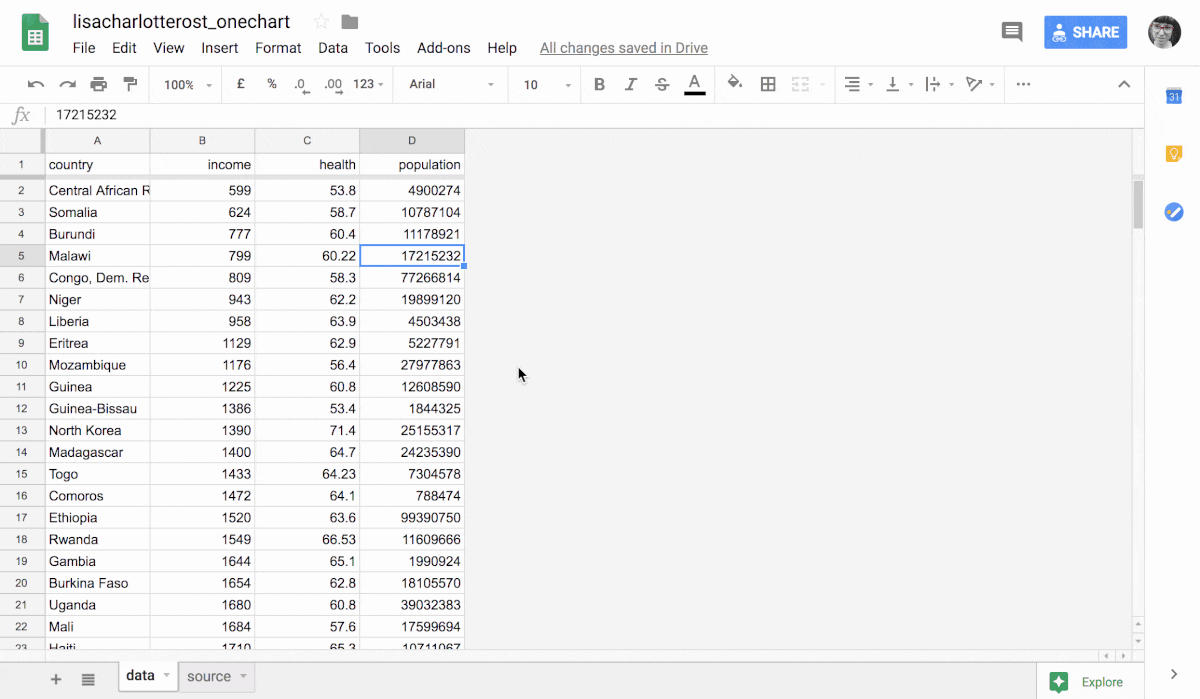 lisacharlotterost_onechart
File Edit View Insert Format Data Tools Add-ons Help All changes saved in Drive
SHARE
100% £ % .0 .00 123 Arial 10 B I S A
31
fx 17215232
A B C D
1 country income health population
2 Central African R 599 53.8 4900274
3 Somalia 624 58.7 10787104
4 Burundi 777 60.4 11178921
5 Malawi 799 60.22 17215232
6 Congo, Dem. Re 809 58.3 77266814
7 Niger 943 62.2 19899120
8 Liberia 958 63.9 4503438
9 Eritrea 1129 62.9 5227791
10 Mozambique 1176 56.4 27977863
11 Guinea 1225 60.8 12608590
12 Guinea-Bissau 1386 53.4 1844325
13 North Korea 1390 71.4 25155317
14 Madagascar 1400 64.7 24235390
15 Togo 1433 64.23 7304578
16 Comoros 1472 64.1 788474
17 Ethiopia 1520 63.6 99390750
18 Rwanda 1549 66.53 11609666
19 Gambia 1644 65.1 1990924
20 Burkina Faso 1654 62.8 18105570
21 Uganda 1680 60.8 39032383
22 Mali 1684 57.6 17599694
23 Haiti 1710 65.3 10711067
data source
Explore